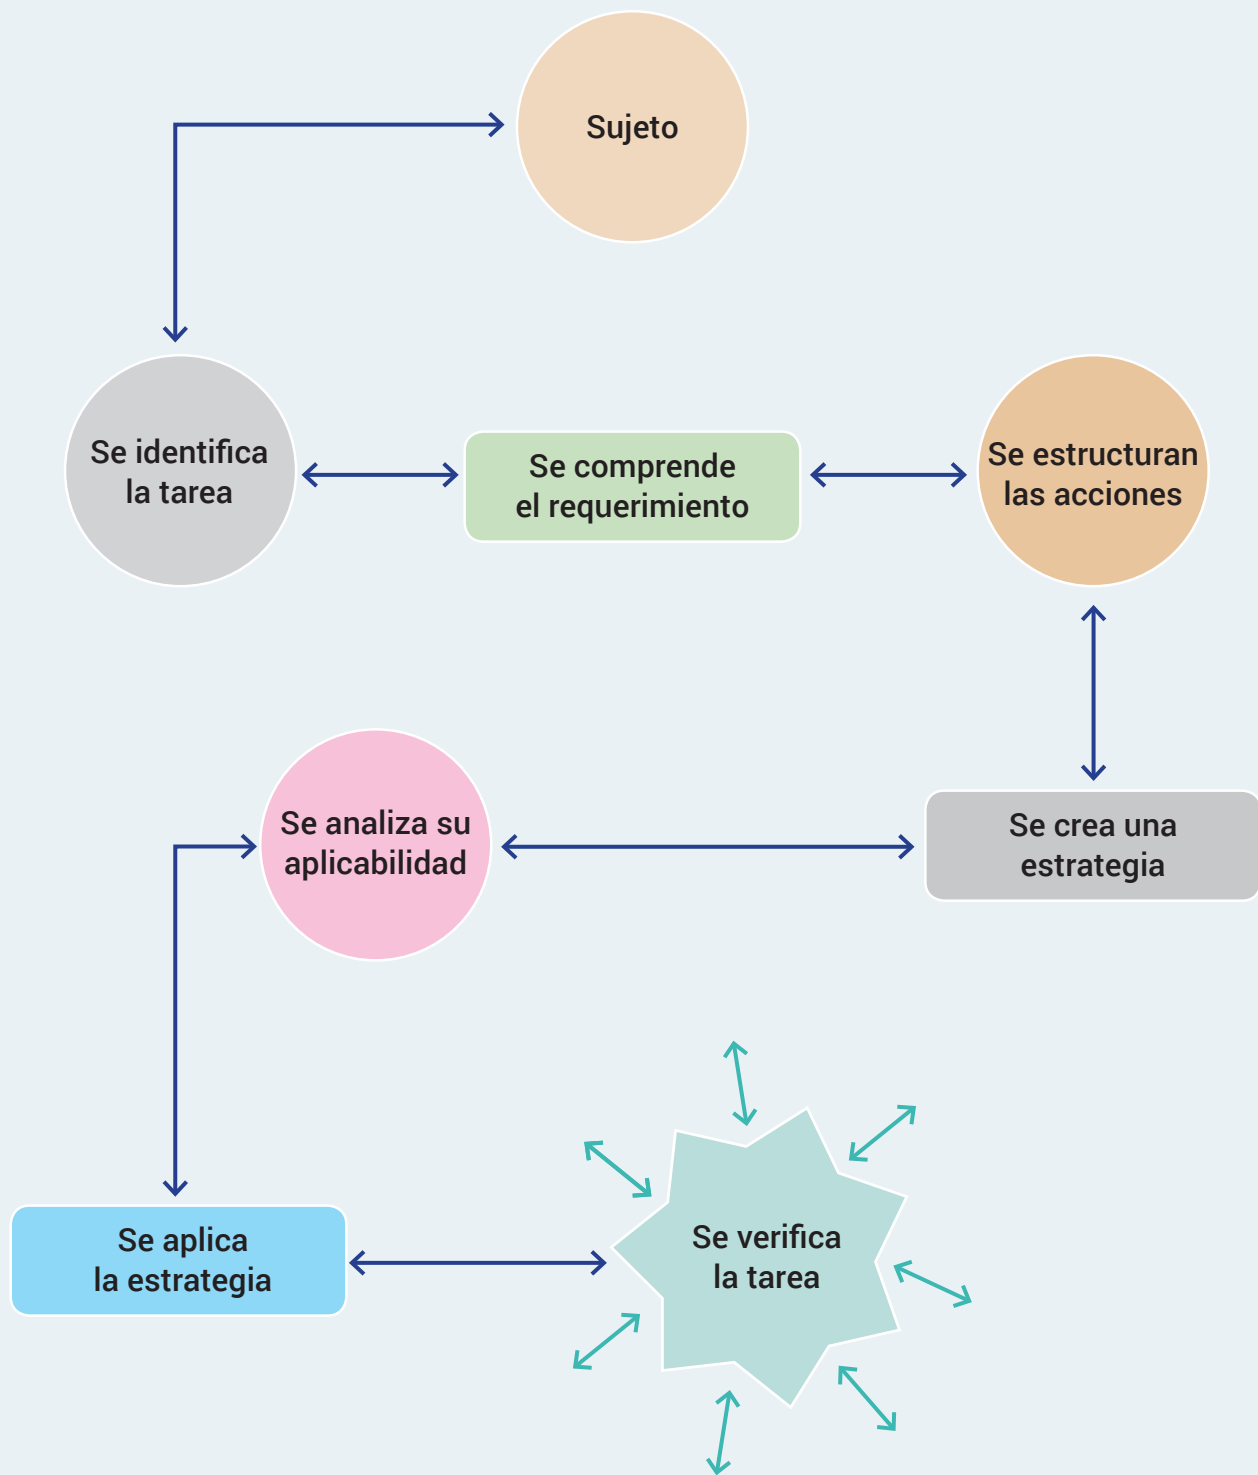 Sujeto
Se identifica
la tarea
Se comprende
el requerimiento
Se estructuran
las acciones
Se analiza su
aplicabilidad
Se crea una
estrategia
Se aplica
la estrategia
Se verifica
la tarea